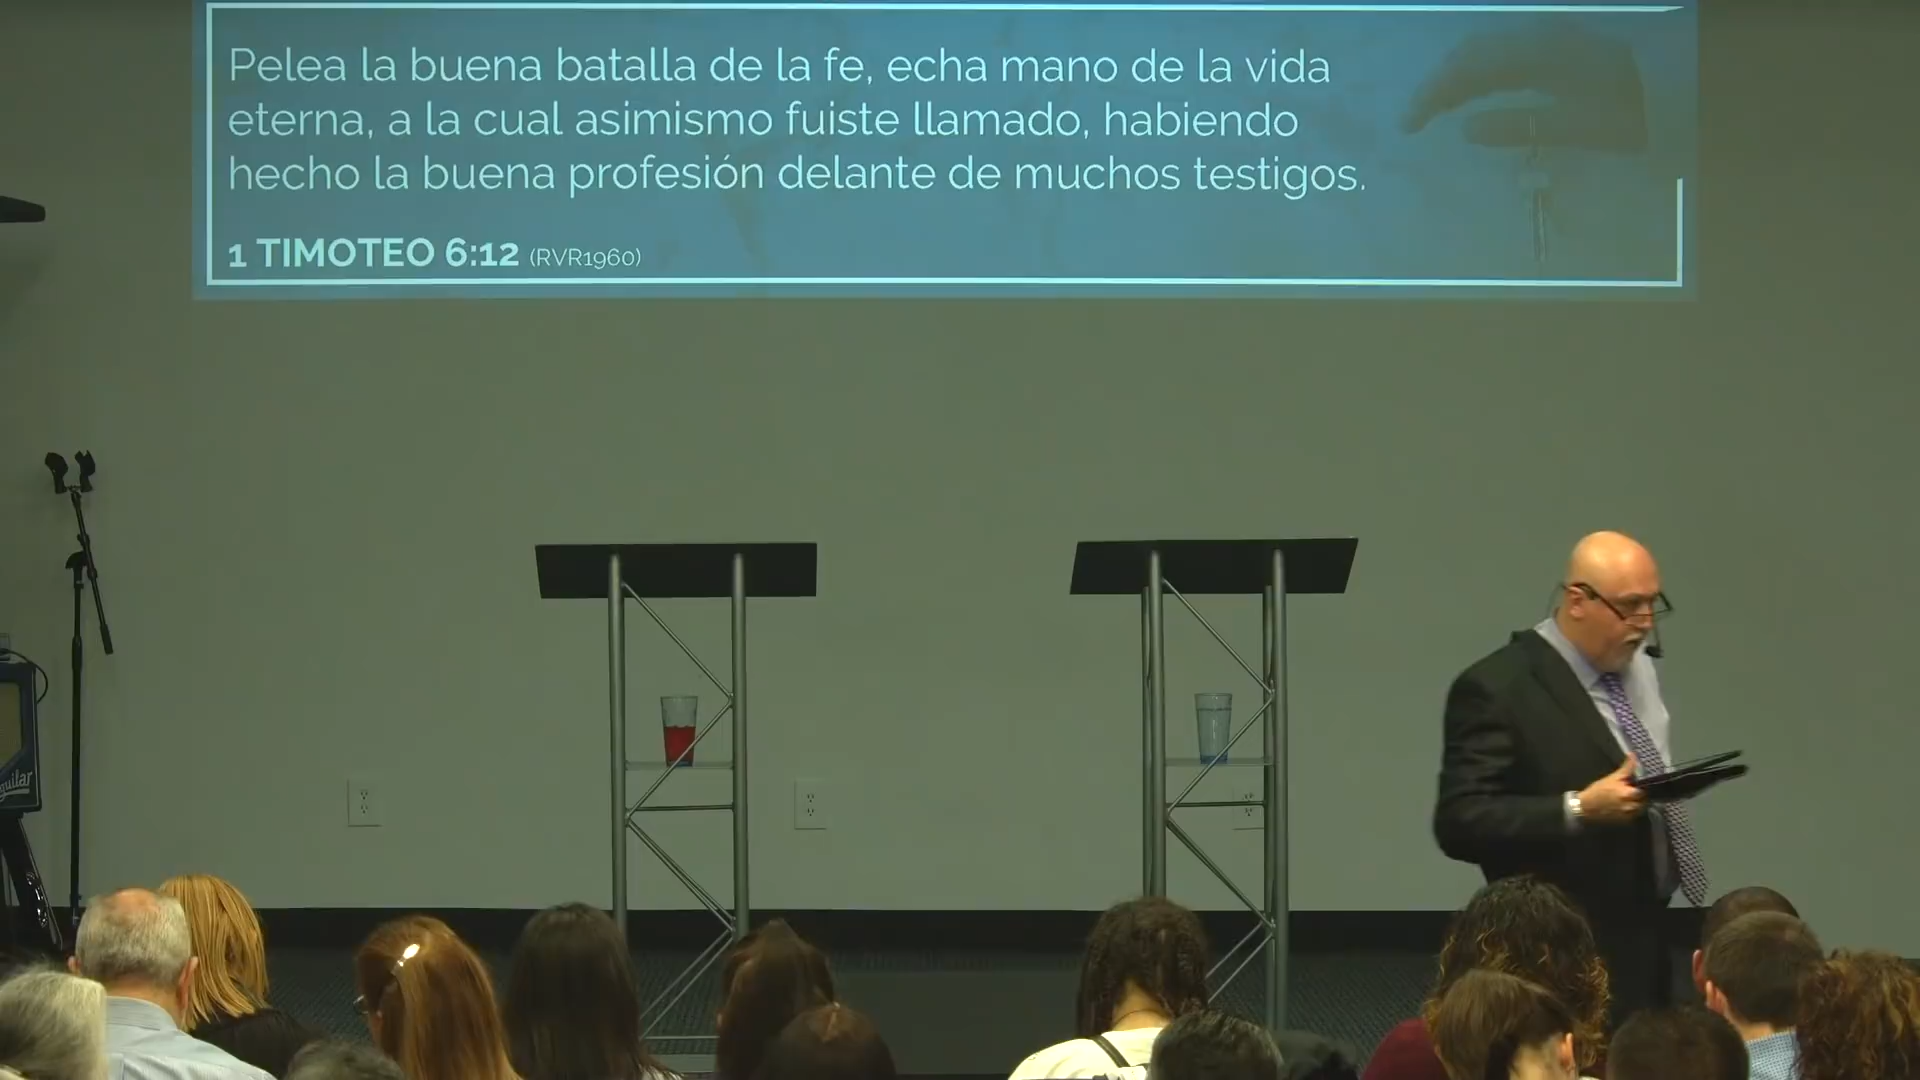 Pelea la buena batalla de la fe, echa mano de la vida
eterna, a la cual asimismo fuiste llamado, habiendo
hecho la buena profesión delante de muchos testigos.
1 TIMOTEO 6:12 (RVR1960)
guilar